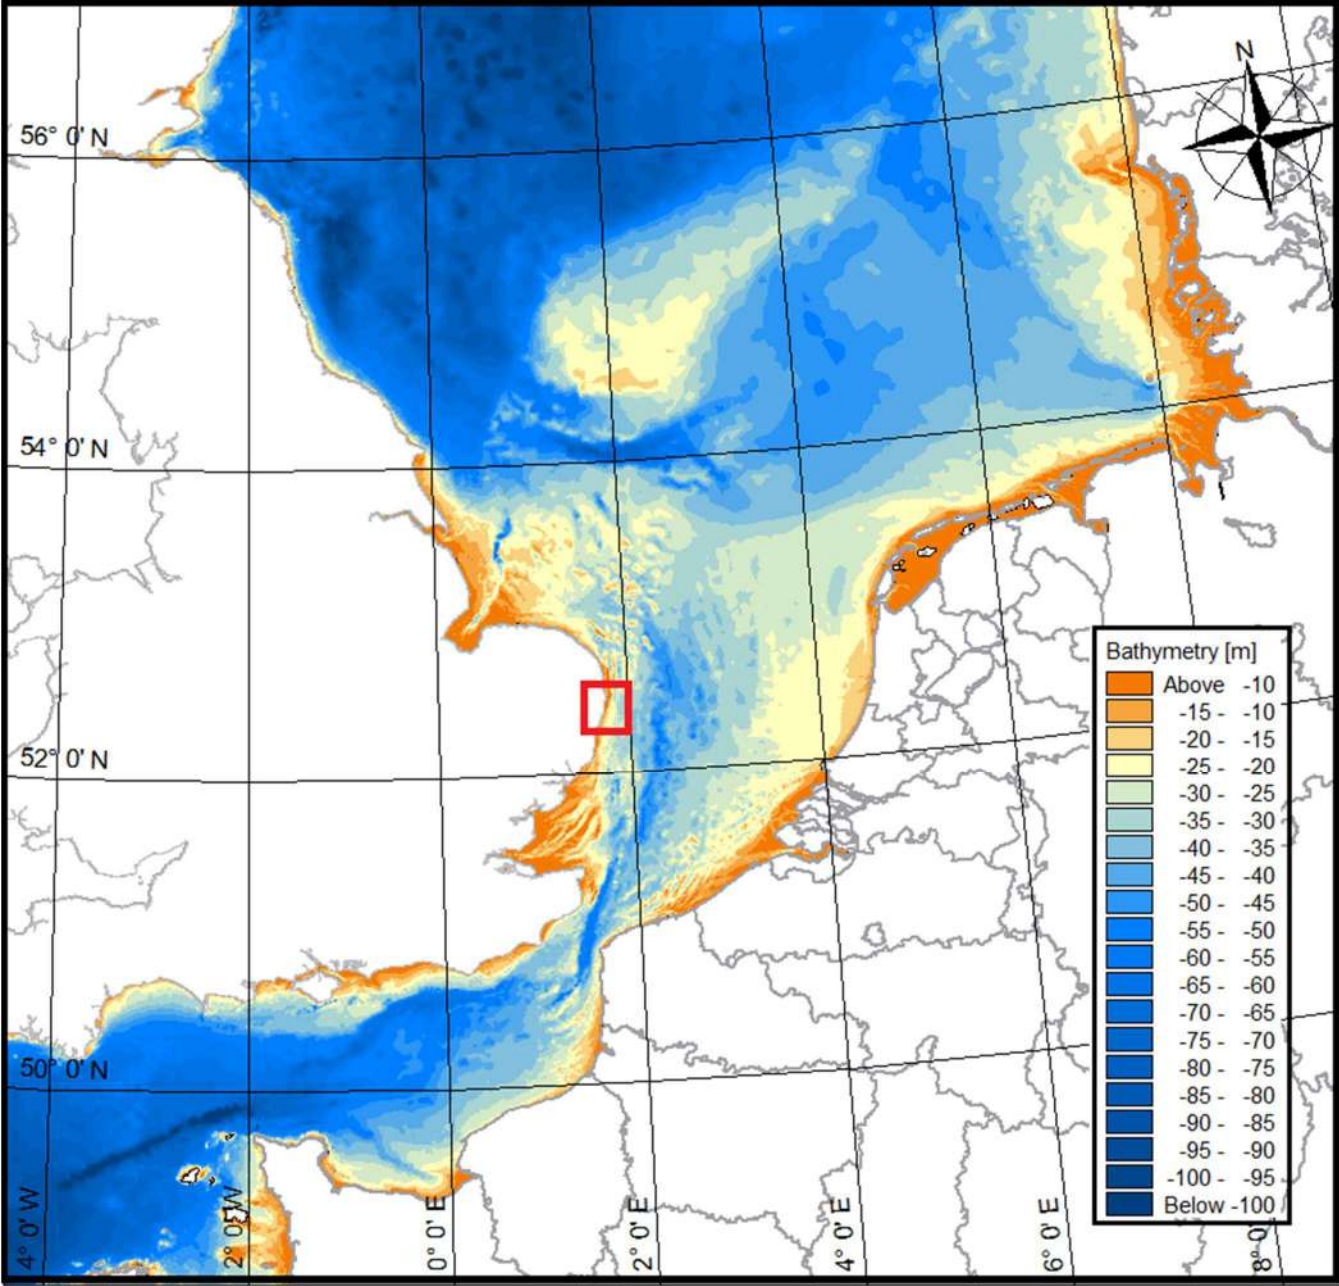 N
56° 0' N
54° 0' N
52° 0' N
50° 0' N
Bathymetry [m]
Above -10
-15 - -10
-20 - -15
-25 - -20
-30 - -25
-35 - -30
-40 - -35
-45 - -40
-50 - -45
-55 - -50
-60 - -55
-65 - -60
-70 - -65
-75 - -70
-80 - -75
-85 - -80
-90 - -85
-95 - -90
-100 - -95
Below -100
4° 0' W
2° 0' W
0° 0' E
2° 0' E
4° 0' E
6° 0' E
8° 0'